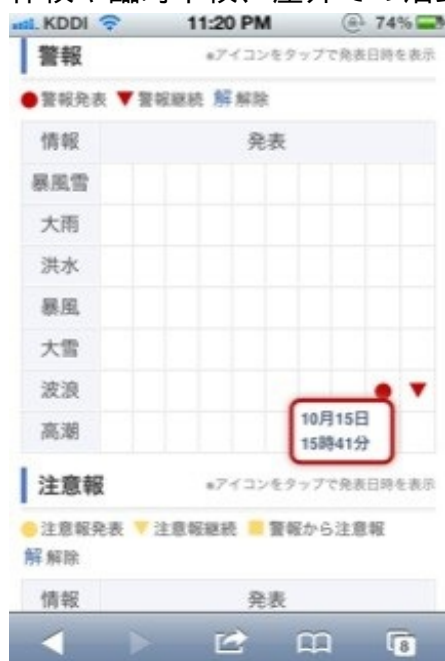 KDDI 11:20 PM 74%
警報 *アイコンをタップで発表日時を表示
●警報発表 ▼警報継続 解 解除
情報 発表
暴風雪
大雨
洪水
暴風
大雪
波浪
高潮
10月15日
15時41分
注意報 *アイコンをタップで発表日時を表示
●注意報発表 ▼注意報継続 ■警報から注意報
解 解除
情報 発表
8